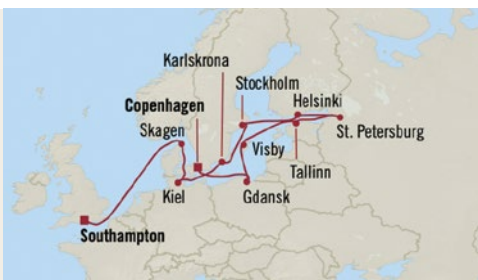 Karlskrona
Stockholm
Copenhagen
Helsinki
Skagen
St. Petersburg
Visby
Tallinn
Kiel
Gdansk
Southampton